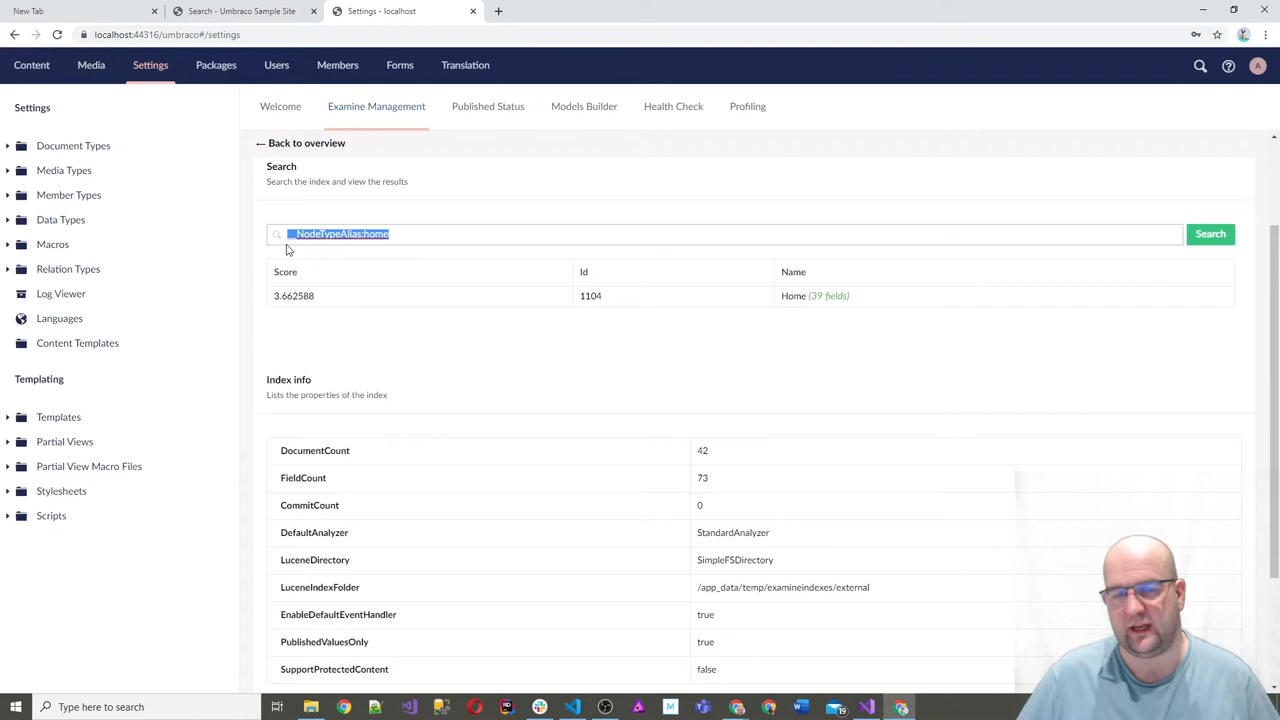 New Tab
Search - Umbraco Sample Site
Settings - localhost
localhost:44316/umbraco#/settings
Content
Media
Settings
Packages
Users
Members
Forms
Translation
A
Settings
Document Types
Media Types
Member Types
Data Types
Macros
Relation Types
Log Viewer
Languages
Content Templates
Templating
Templates
Partial Views
Partial View Macro Files
Stylesheets
Scripts
Welcome
Examine Management
Published Status
Models Builder
Health Check
Profiling
← Back to overview
Search
Search the index and view the results
__NodeTypeAlias:home
Search
Score Id Name
3.662588 1104 Home (39 fields)
Index info
Lists the properties of the index
DocumentCount 42
FieldCount 73
CommitCount 0
DefaultAnalyzer StandardAnalyzer
LuceneDirectory SimpleFSDirectory
LuceneIndexFolder /app_data/temp/examineindexes/external
EnableDefaultEventHandler true
PublishedValuesOnly true
SupportProtectedContent false
Type here to search
19